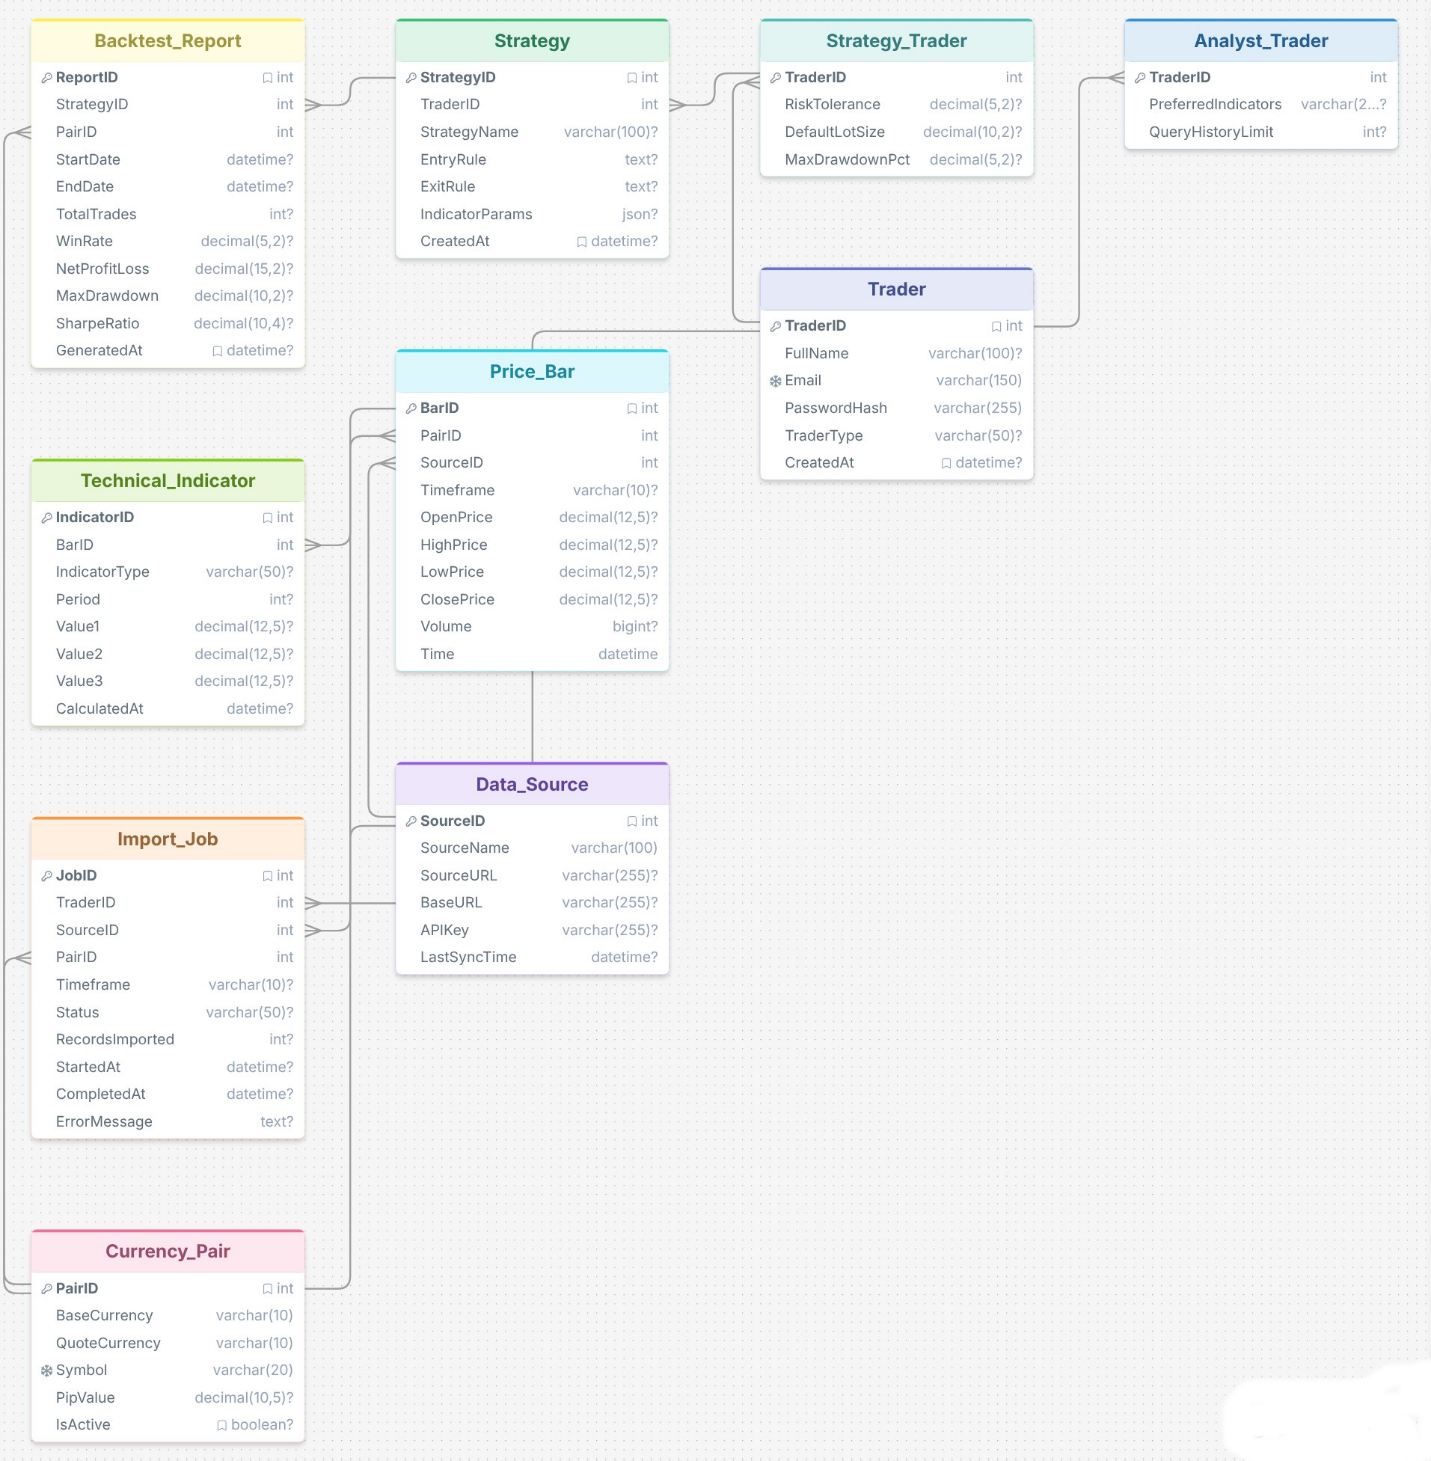 Backtest_Report
ReportID int
StrategyID int
PairID int
StartDate datetime?
EndDate datetime?
TotalTrades int?
WinRate decimal(5,2)?
NetProfitLoss decimal(15,2)?
MaxDrawdown decimal(10,2)?
SharpeRatio decimal(10,4)?
GeneratedAt datetime?
Strategy
StrategyID int
TraderID int
StrategyName varchar(100)?
EntryRule text?
ExitRule text?
IndicatorParams json?
CreatedAt datetime?
Strategy_Trader
TraderID int
RiskTolerance decimal(5,2)?
DefaultLotSize decimal(10,2)?
MaxDrawdownPct decimal(5,2)?
Analyst_Trader
TraderID int
PreferredIndicators varchar(2...?
QueryHistoryLimit int?
Trader
TraderID int
FullName varchar(100)?
Email varchar(150)
PasswordHash varchar(255)
TraderType varchar(50)?
CreatedAt datetime?
Price_Bar
BarID int
PairID int
SourceID int
Timeframe varchar(10)?
OpenPrice decimal(12,5)?
HighPrice decimal(12,5)?
LowPrice decimal(12,5)?
ClosePrice decimal(12,5)?
Volume bigint?
Time datetime
Technical_Indicator
IndicatorID int
BarID int
IndicatorType varchar(50)?
Period int?
Value1 decimal(12,5)?
Value2 decimal(12,5)?
Value3 decimal(12,5)?
CalculatedAt datetime?
Data_Source
SourceID int
SourceName varchar(100)
SourceURL varchar(255)?
BaseURL varchar(255)?
APIKey varchar(255)?
LastSyncTime datetime?
Import_Job
JobID int
TraderID int
SourceID int
PairID int
Timeframe varchar(10)?
Status varchar(50)?
RecordsImported int?
StartedAt datetime?
CompletedAt datetime?
ErrorMessage text?
Currency_Pair
PairID int
BaseCurrency varchar(10)
QuoteCurrency varchar(10)
Symbol varchar(20)
PipValue decimal(10,5)?
IsActive boolean?